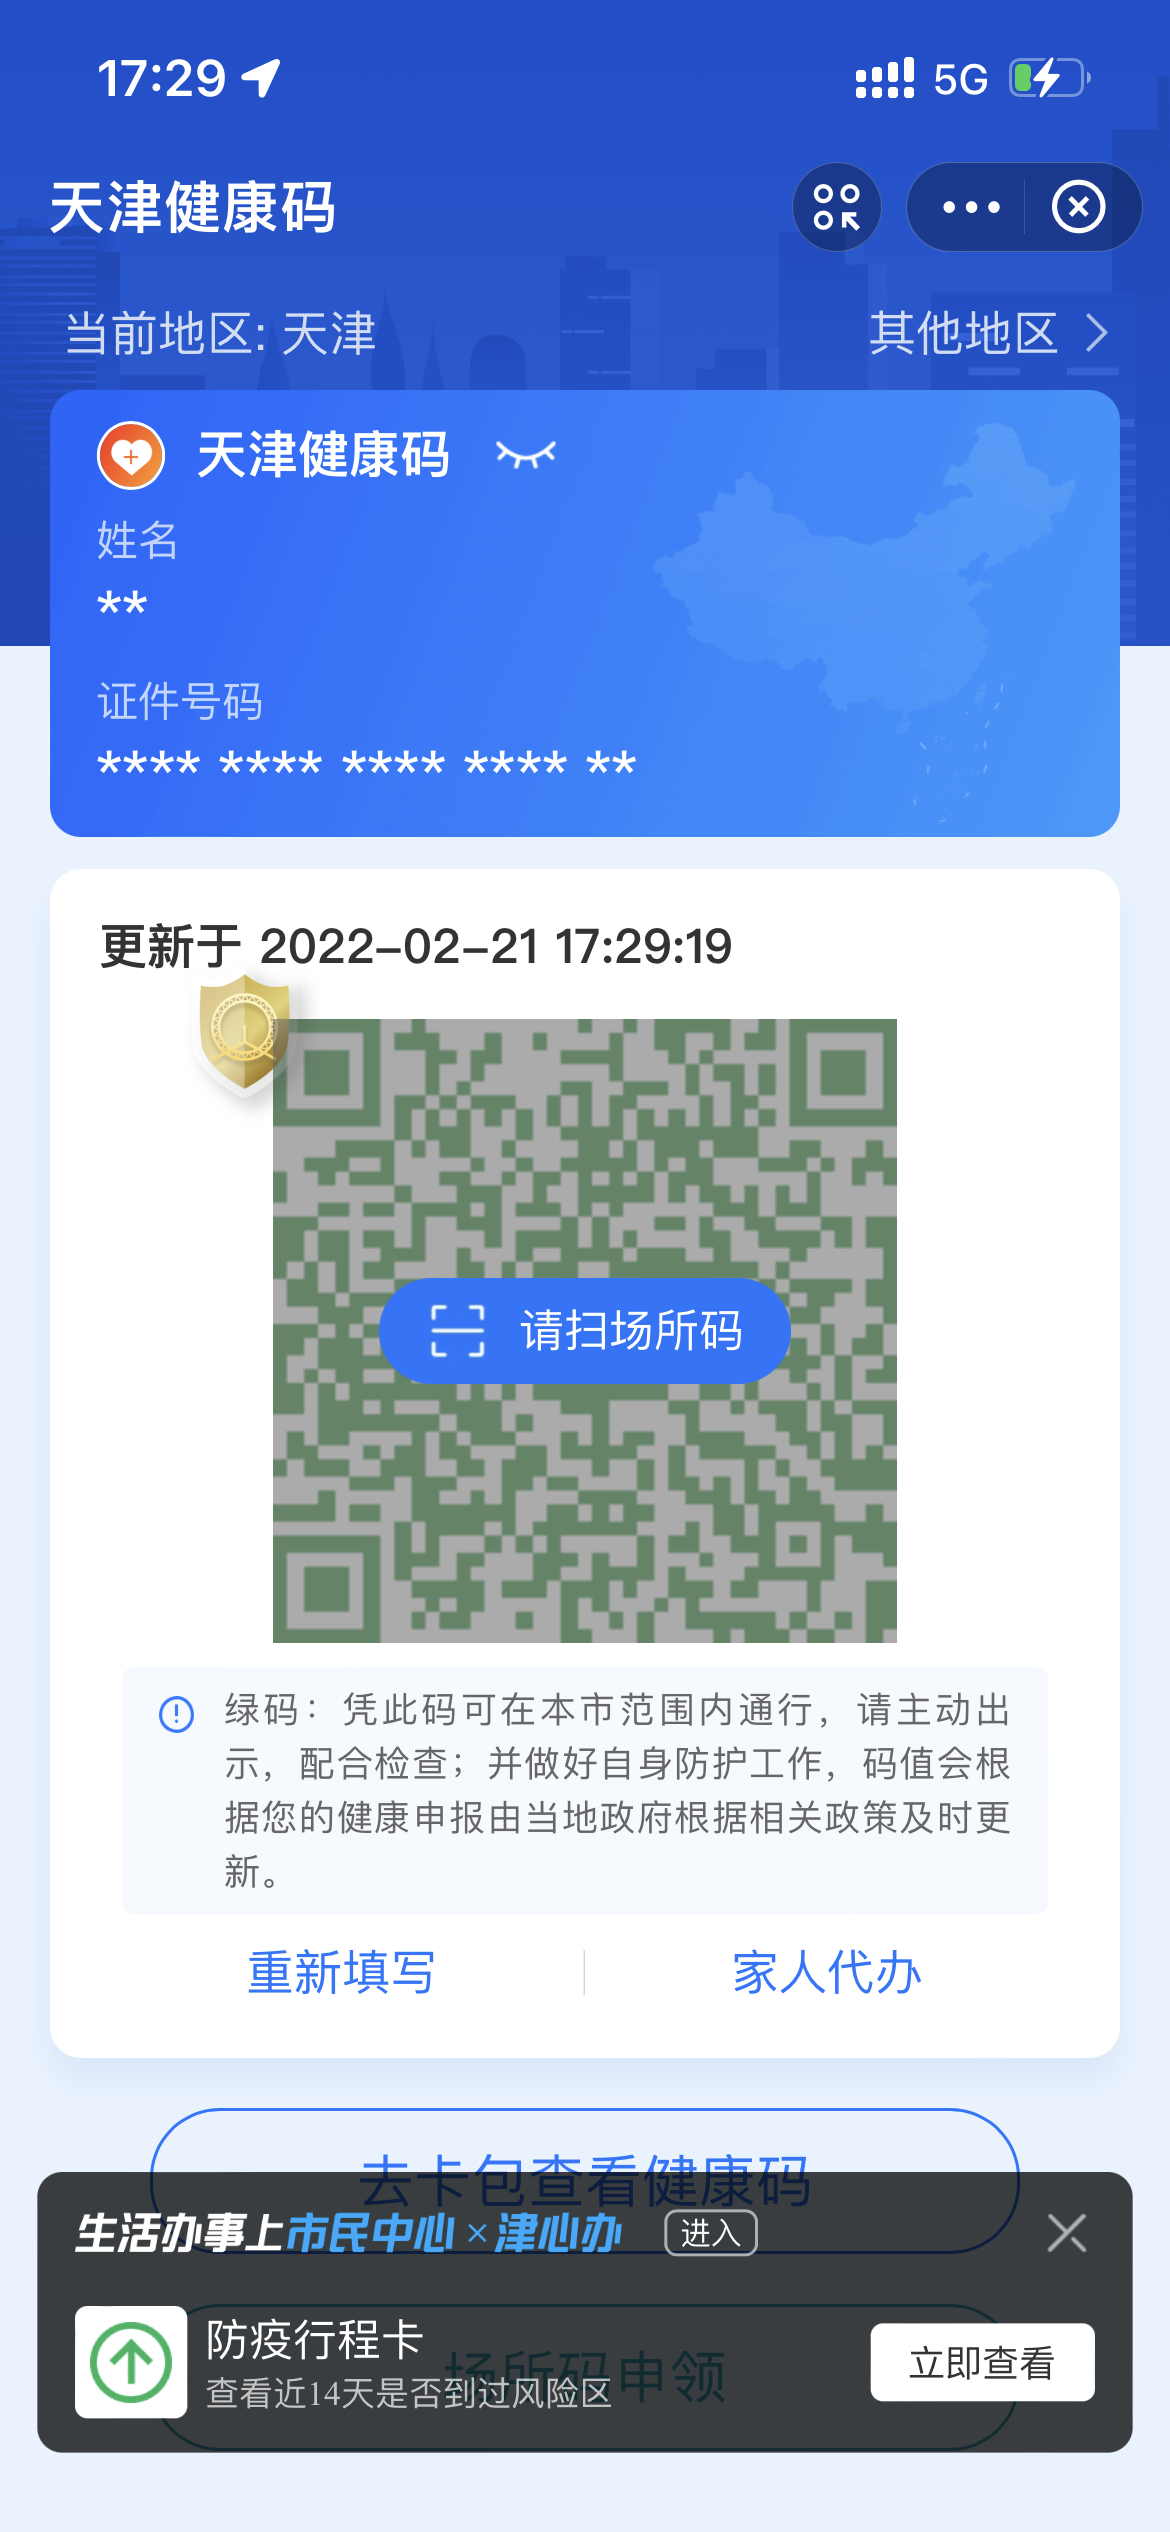 17:29
5G
天津健康码
当前地区: 天津
其他地区
天津健康码
姓名
**
证件号码
**** **** **** **** **
更新于 2022-02-21 17:29:19
请扫场所码
绿码：凭此码可在本市范围内通行，请主动出
示，配合检查；并做好自身防护工作，码值会根
据您的健康申报由当地政府根据相关政策及时更
新。
重新填写
家人代办
去卡包查看健康码
生活办事上市民中心×津心办
进入
防疫行程卡
查看近14天是否到过风险区
立即查看
场所码申领